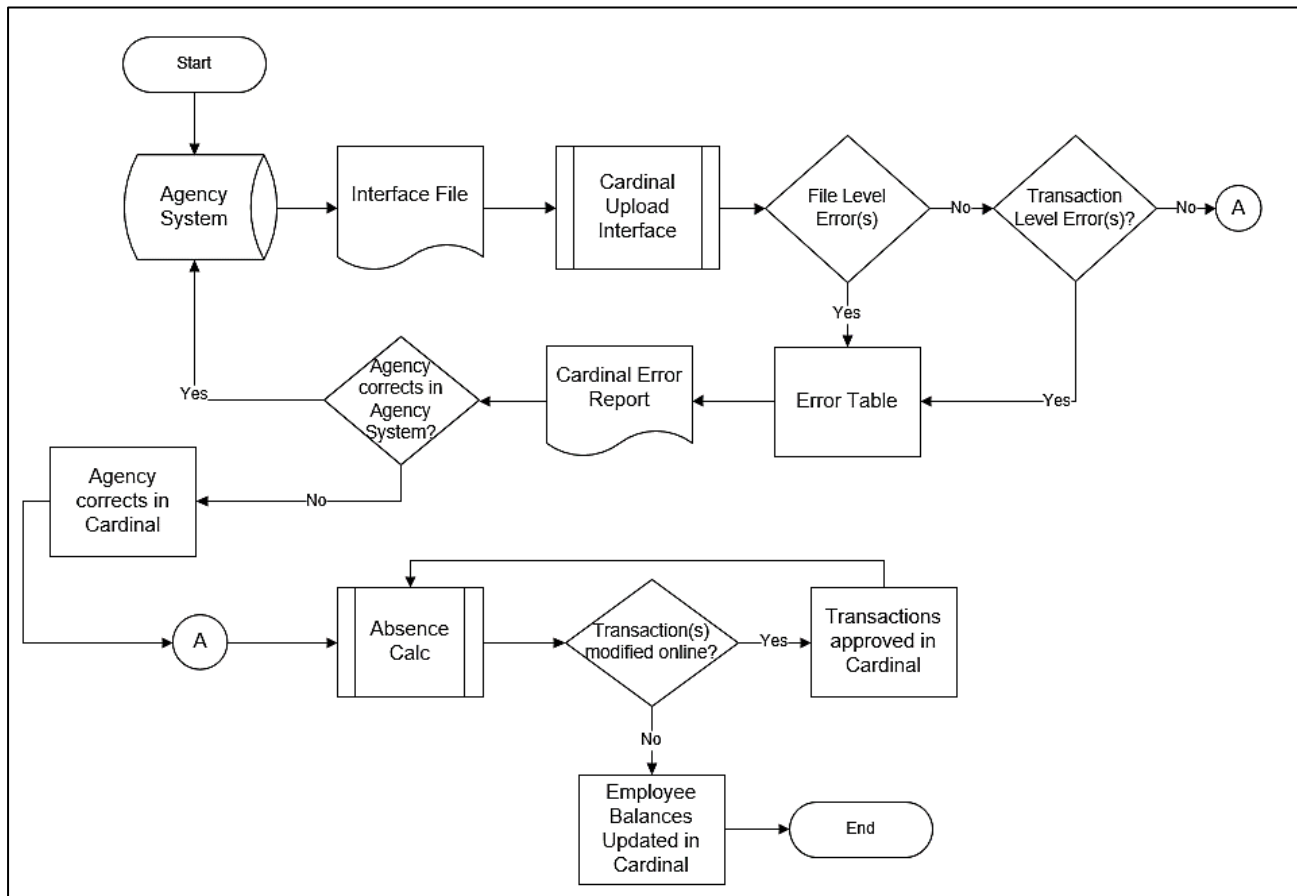 Start
Agency
System
Interface File
Cardinal
Upload
Interface
File Level
Error(s)
No
Transaction
Level Error(s)?
No
A
Yes
Yes
Error Table
Cardinal Error
Report
Agency
corrects in
Agency
System?
Yes
No
Agency
corrects in
Cardinal
A
Absence
Calc
Transaction(s)
modified online?
Yes
Transactions
approved in
Cardinal
No
Employee
Balances
Updated in
Cardinal
End